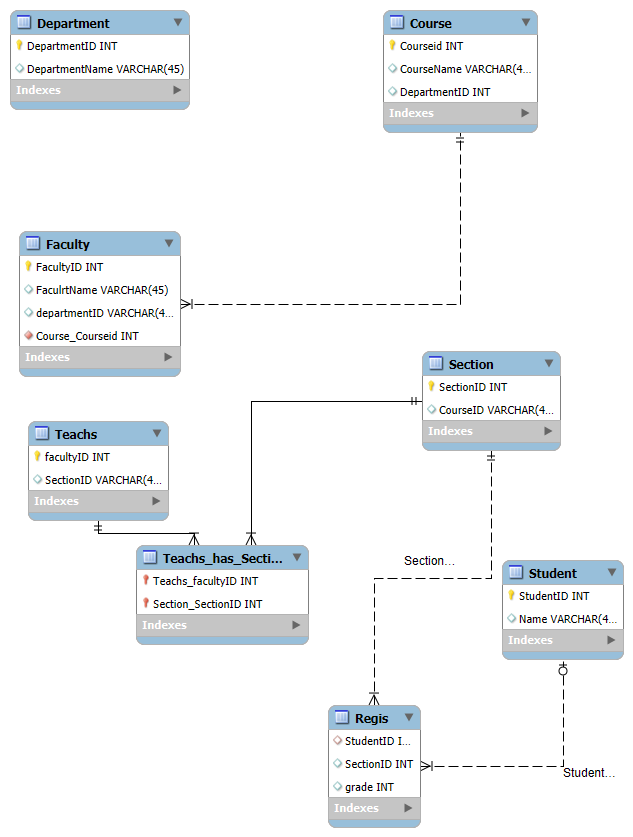 Department
DepartmentID INT
DepartmentName VARCHAR(45)
Indexes
Course
Courseid INT
CourseName VARCHAR(4...
DepartmentID INT
Indexes
Faculty
FacultyID INT
FaculrtName VARCHAR(45)
departmentID VARCHAR(4...
Course_Courseid INT
Indexes
Section
SectionID INT
CourseID VARCHAR(4...
Indexes
Teachs
facultyID INT
SectionID VARCHAR(4...
Indexes
Teachs_has_Secti...
Teachs_facultyID INT
Section_SectionID INT
Indexes
Section...
Student
StudentID INT
Name VARCHAR(4...
Indexes
Regis
StudentID I...
SectionID INT
grade INT
Indexes
Student...